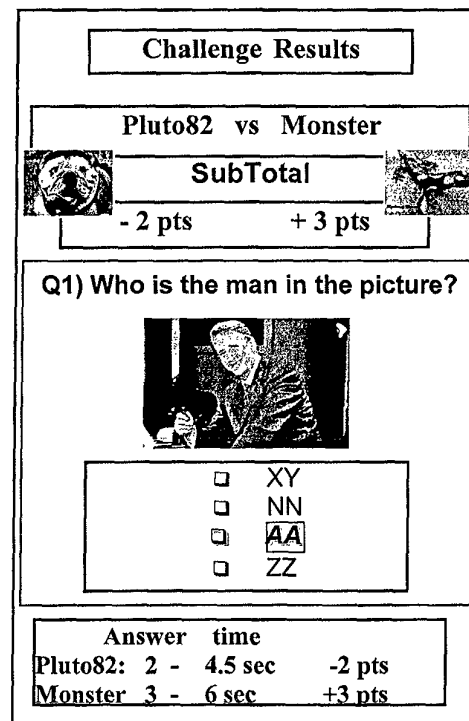 Challenge Results
Pluto82 vs Monster
SubTotal
- 2 pts + 3 pts
Q1) Who is the man in the picture?
XY
NN
AA
ZZ
Answer time
Pluto82: 2 - 4.5 sec -2 pts
Monster 3 - 6 sec +3 pts